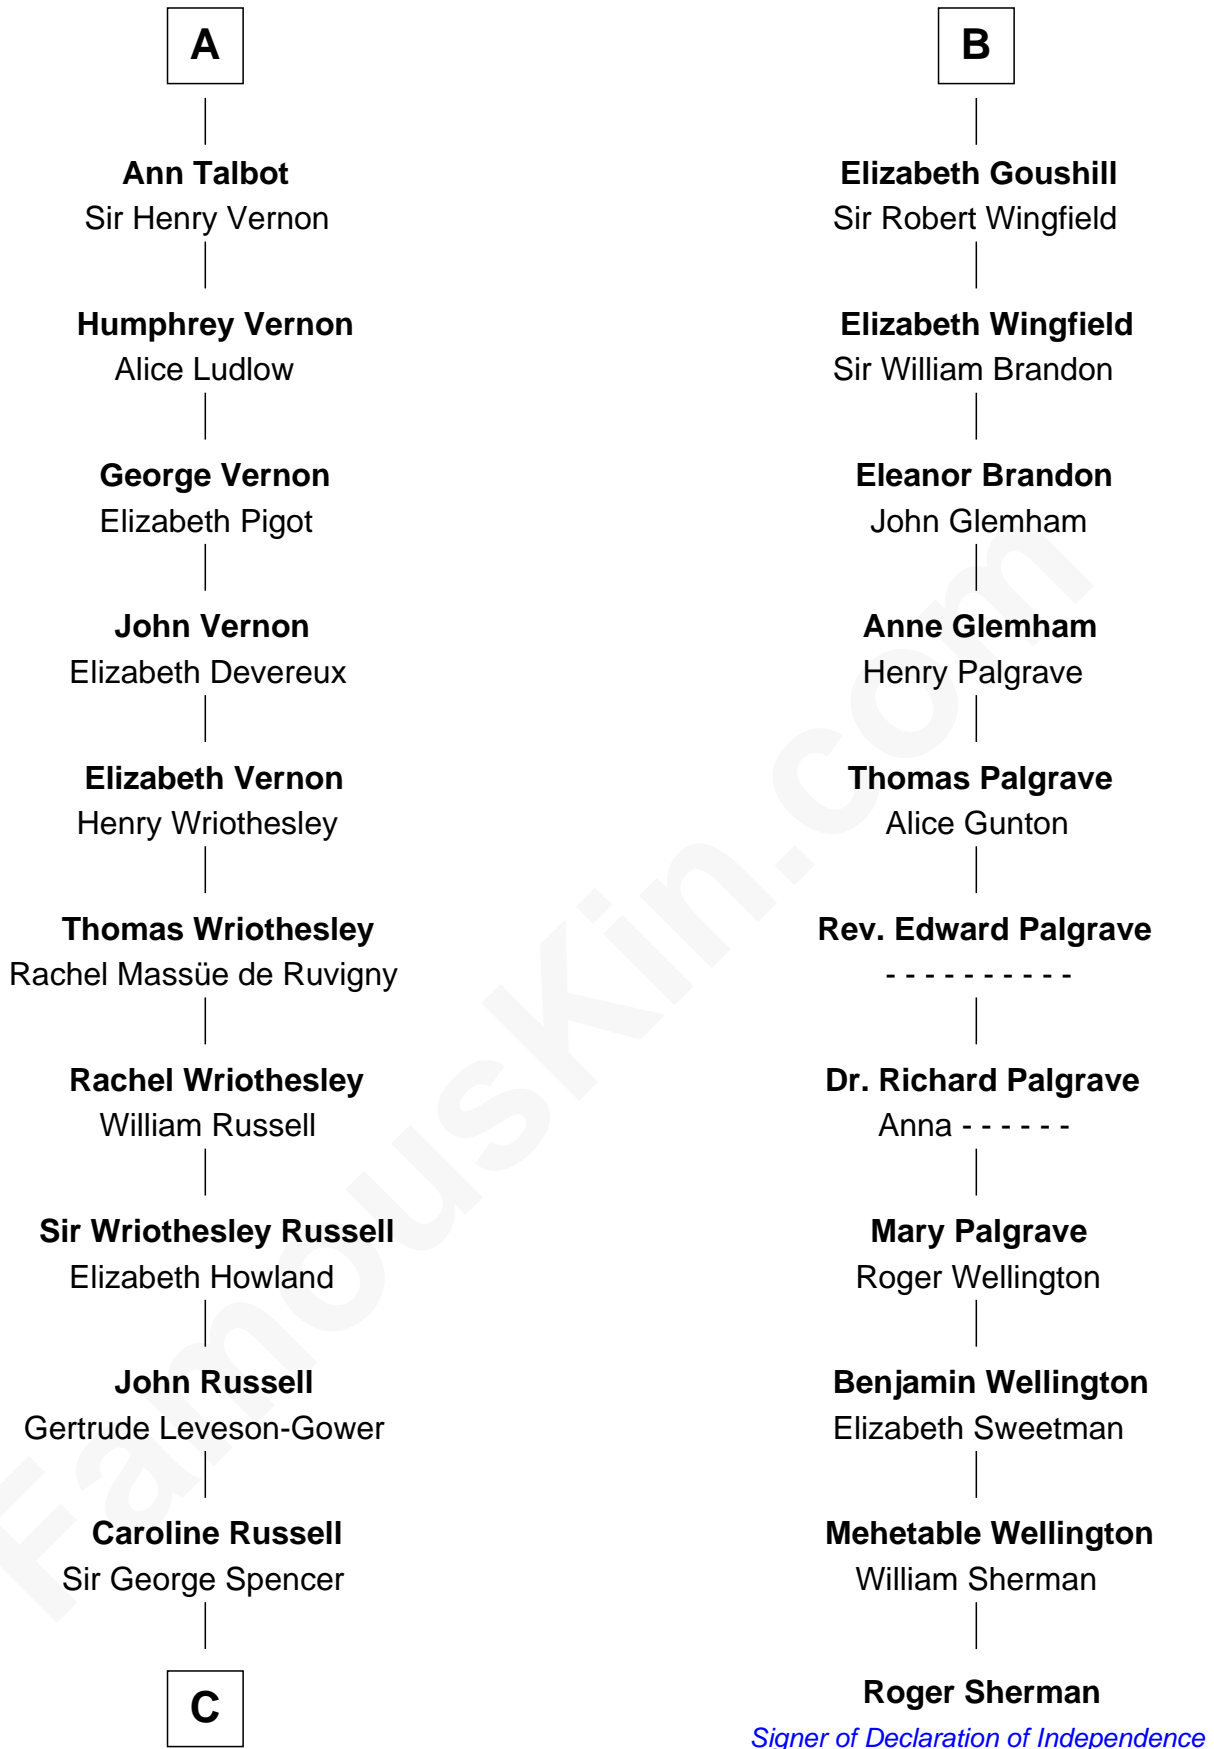 A
Ann Talbot
Sir Henry Vernon
Humphrey Vernon
Alice Ludlow
George Vernon
Elizabeth Pigot
John Vernon
Elizabeth Devereux
Elizabeth Vernon
Henry Wriothesley
Thomas Wriothesley
Rachel Massüe de Ruvigny
Rachel Wriothesley
William Russell
Sir Wriothesley Russell
Elizabeth Howland
John Russell
Gertrude Leveson-Gower
Caroline Russell
Sir George Spencer
C
B
Elizabeth Goushill
Sir Robert Wingfield
Elizabeth Wingfield
Sir William Brandon
Eleanor Brandon
John Glemham
Anne Glemham
Henry Palgrave
Thomas Palgrave
Alice Gunton
Rev. Edward Palgrave
- - - - - - - - - -
Dr. Richard Palgrave
Anna - - - - - -
Mary Palgrave
Roger Wellington
Benjamin Wellington
Elizabeth Sweetman
Mehetable Wellington
William Sherman
Roger Sherman
Signer of Declaration of Independence
FamousKin.com